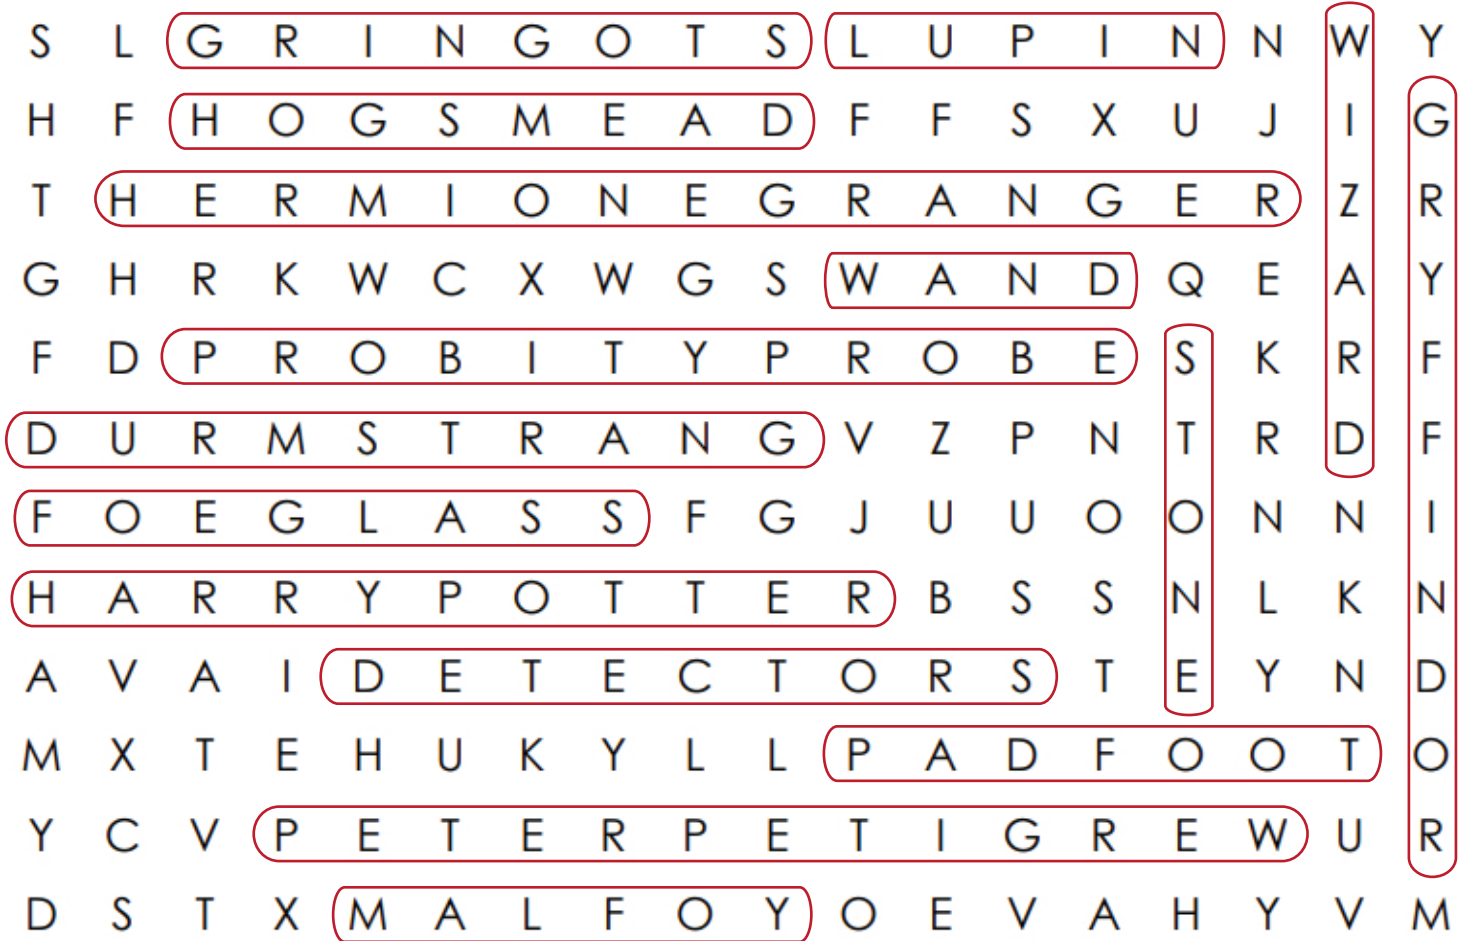 S L G R I N G O T S L U P I N N W Y
H F H O G S M E A D F F S X U J I G
T H E R M I O N E G R A N G E R Z R
G H R K W C X W G S W A N D Q E A Y
F D P R O B I T Y P R O B E S K R F
D U R M S T R A N G V Z P N T R D F
F O E G L A S S F G J U U O O N N I
H A R R Y P O T T E R B S S N L K N
A V A I D E T E C T O R S T E Y N D
M X T E H U K Y L L P A D F O O T O
Y C V P E T E R P E T I G R E W U R
D S T X M A L F O Y O E V A H Y V M